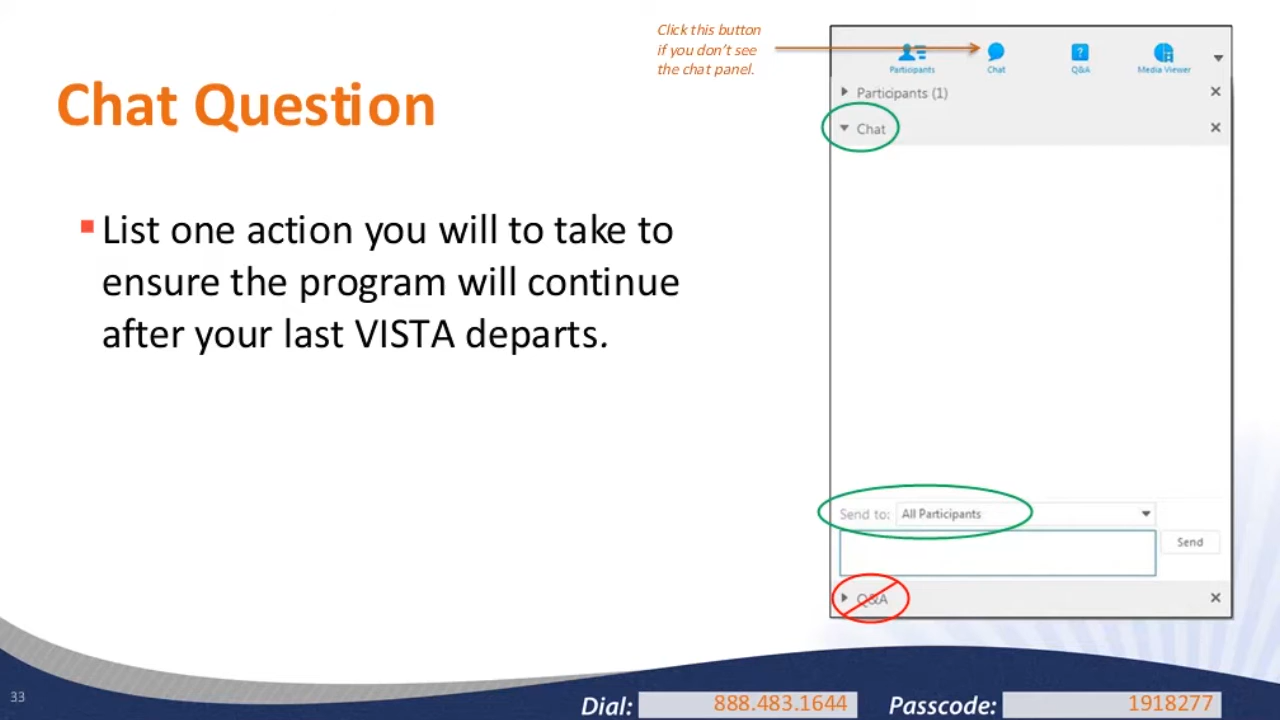 Click this button
if you don't see
the chat panel.
Participants
Chat
Q&A
Media Viewer
Chat Question
Participants (1)
Chat
▪List one action you will to take to
ensure the program will continue
after your last VISTA departs.
Send to: All Participants
Send
Q&A
33
Dial: 888.483.1644 Passcode: 1918277